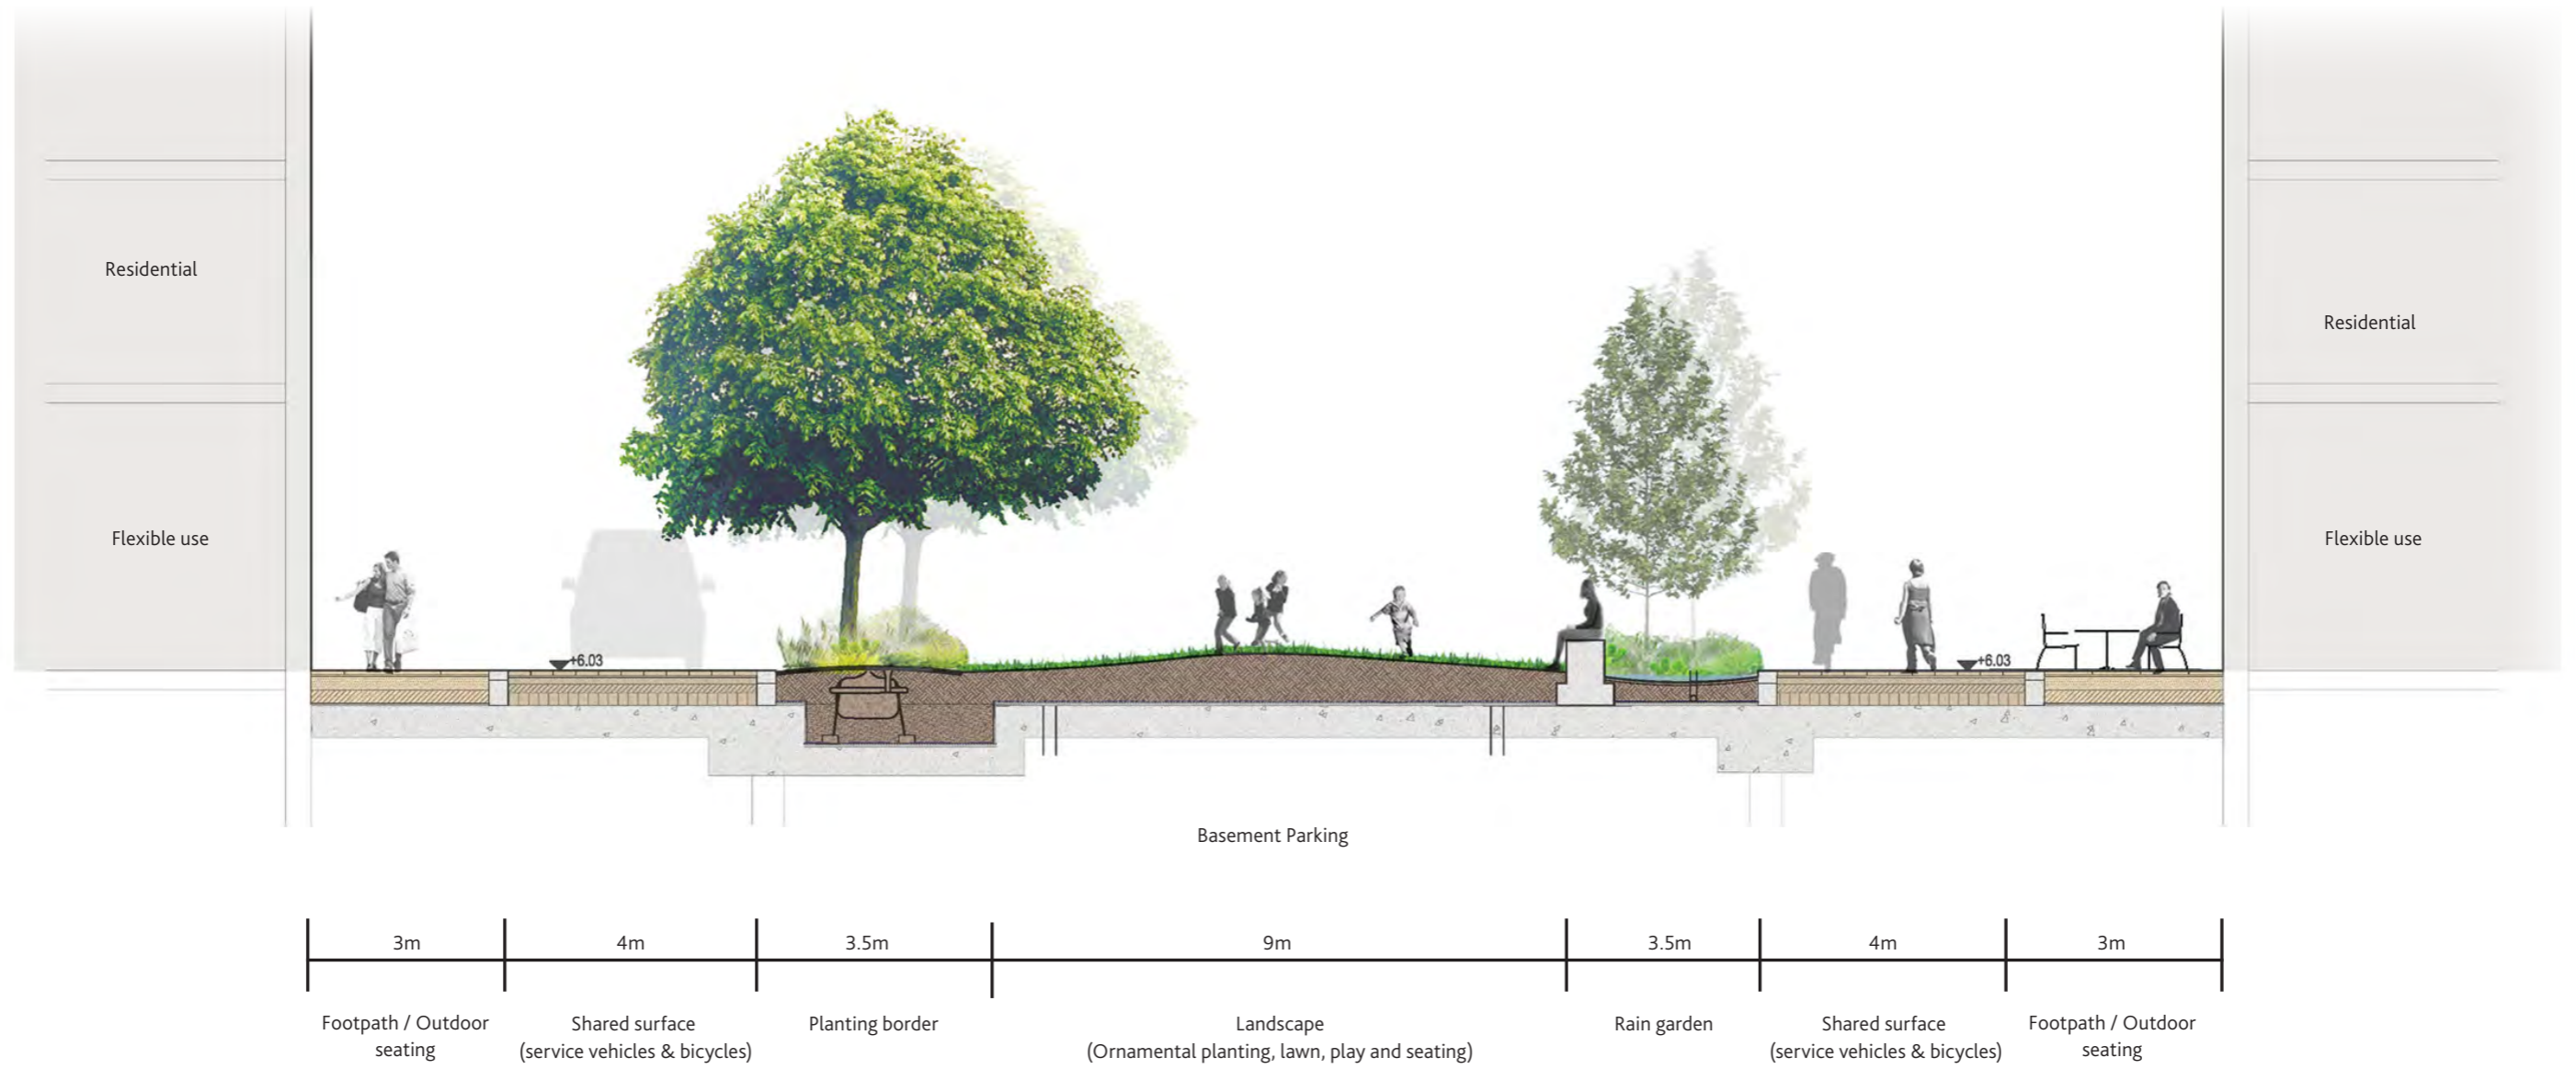 Residential
Residential
Flexible use
Flexible use
+6.03
+6.03
Basement Parking
3m
4m
3.5m
9m
3.5m
4m
3m
Footpath / Outdoor
seating
Shared surface
(service vehicles & bicycles)
Planting border
Landscape
(Ornamental planting, lawn, play and seating)
Rain garden
Shared surface
(service vehicles & bicycles)
Footpath / Outdoor
seating